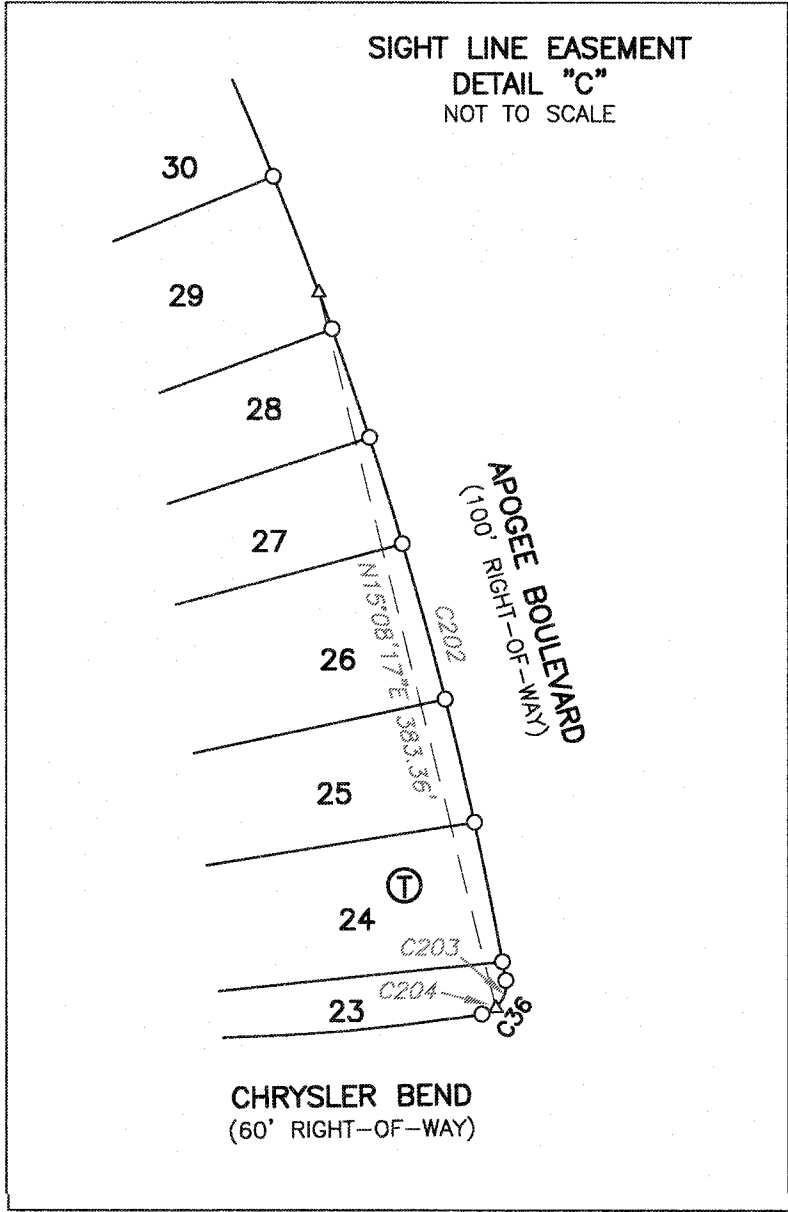 SIGHT LINE EASEMENT
DETAIL "C"
NOT TO SCALE
30
29
28
27
26
25
24
23
T
C202
N15°08'17"E 383.36'
APOGEE BOULEVARD
(100' RIGHT-OF-WAY)
C203
C204
C36
CHRYSLER BEND
(60' RIGHT-OF-WAY)